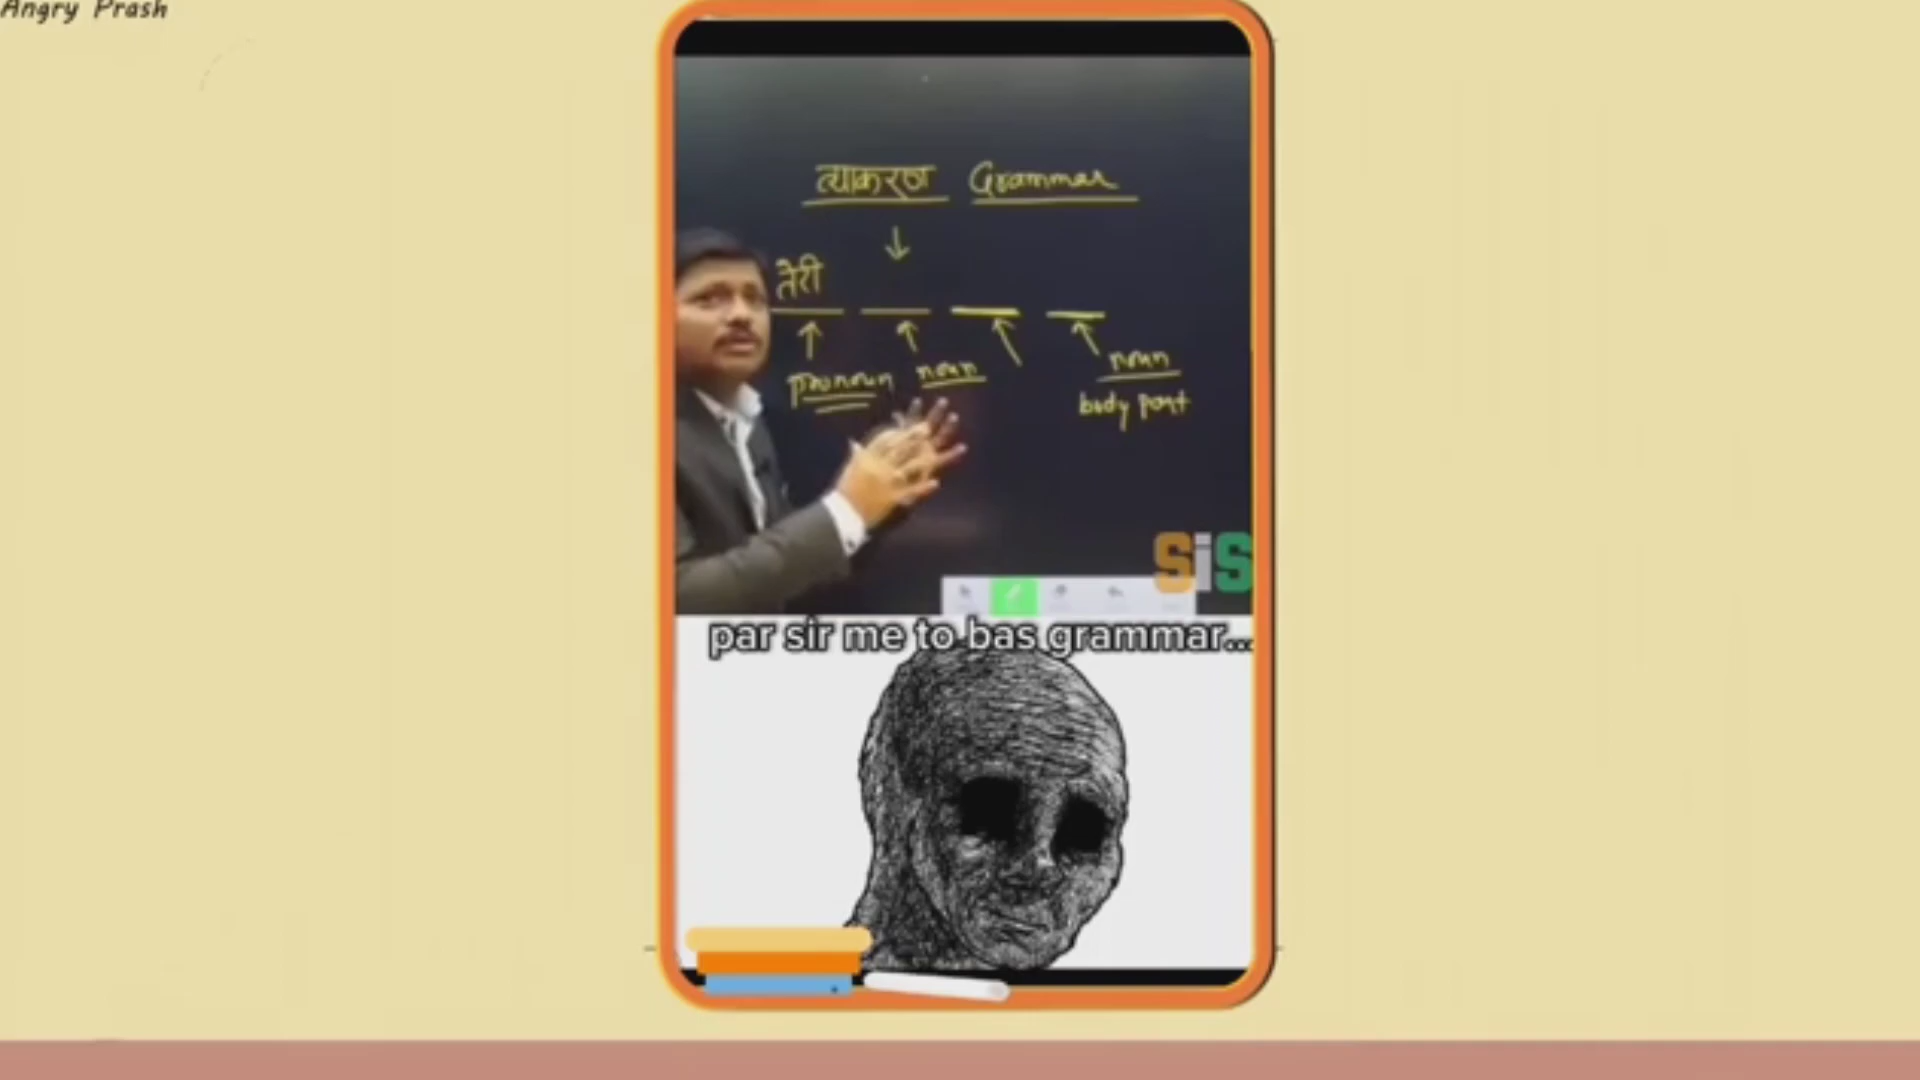 Angry Prash
व्याकरण Grammar
तेरी
pronoun noun noun
body part
SiS
par sir me to bas grammar...